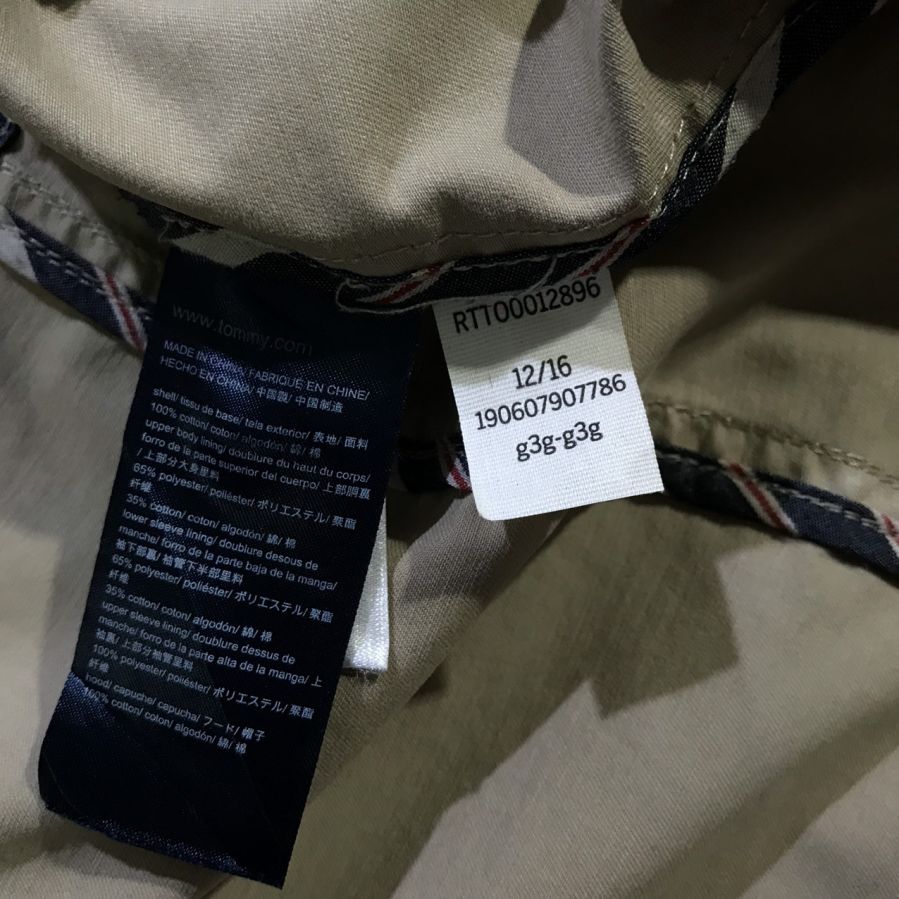 www.tommy.com
MADE IN CHINA/ FABRIQUÉ EN CHINE/
HECHO EN CHINA/ 中国製/ 中国制造
shell/ tissu de base/ tela exterior/ 表地/ 面料
100% cotton/ coton/ algodón/ 綿/ 棉
upper body lining/ doublure du haut du corps/
forro de la parte superior del cuerpo/ 上部胴裏
/ 上部分大身里料
65% polyester/ poliéster/ ポリエステル/ 聚酯
纤维
35% cotton/ coton/ algodón/ 綿/ 棉
lower sleeve lining/ doublure dessous de
manche/ forro de la parte baja de la manga/
袖下部裏/ 袖管下半部里料
65% polyester/ poliéster/ ポリエステル/ 聚酯
纤维
35% cotton/ coton/ algodón/ 綿/ 棉
upper sleeve lining/ doublure dessus de
manche/ forro de la parte alta de la manga/ 上
袖裏/ 上部分袖管里料
100% polyester/ poliéster/ ポリエステル/ 聚酯
纤维
hood/ capuche/ capucha/ フード/ 帽子
100% cotton/ coton/ algodón/ 綿/ 棉
RTT00012896
12/16
190607907786
g3g-g3g